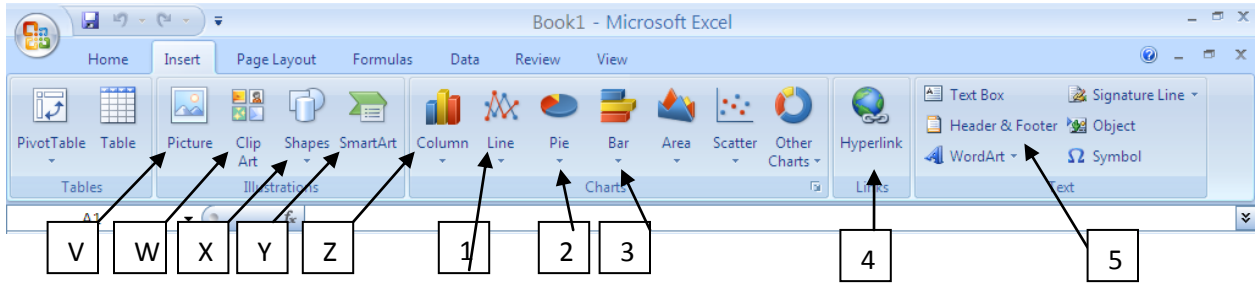 Book1 - Microsoft Excel
Home Insert Page Layout Formulas Data Review View
PivotTable Table Picture Clip Art Shapes SmartArt Column Line Pie Bar Area Scatter Other Charts Hyperlink
Text Box Signature Line
Header & Footer Object
WordArt Ω Symbol
Tables Illustrations Charts Links Text
A1 fx
V W X Y Z 1 2 3 4 5